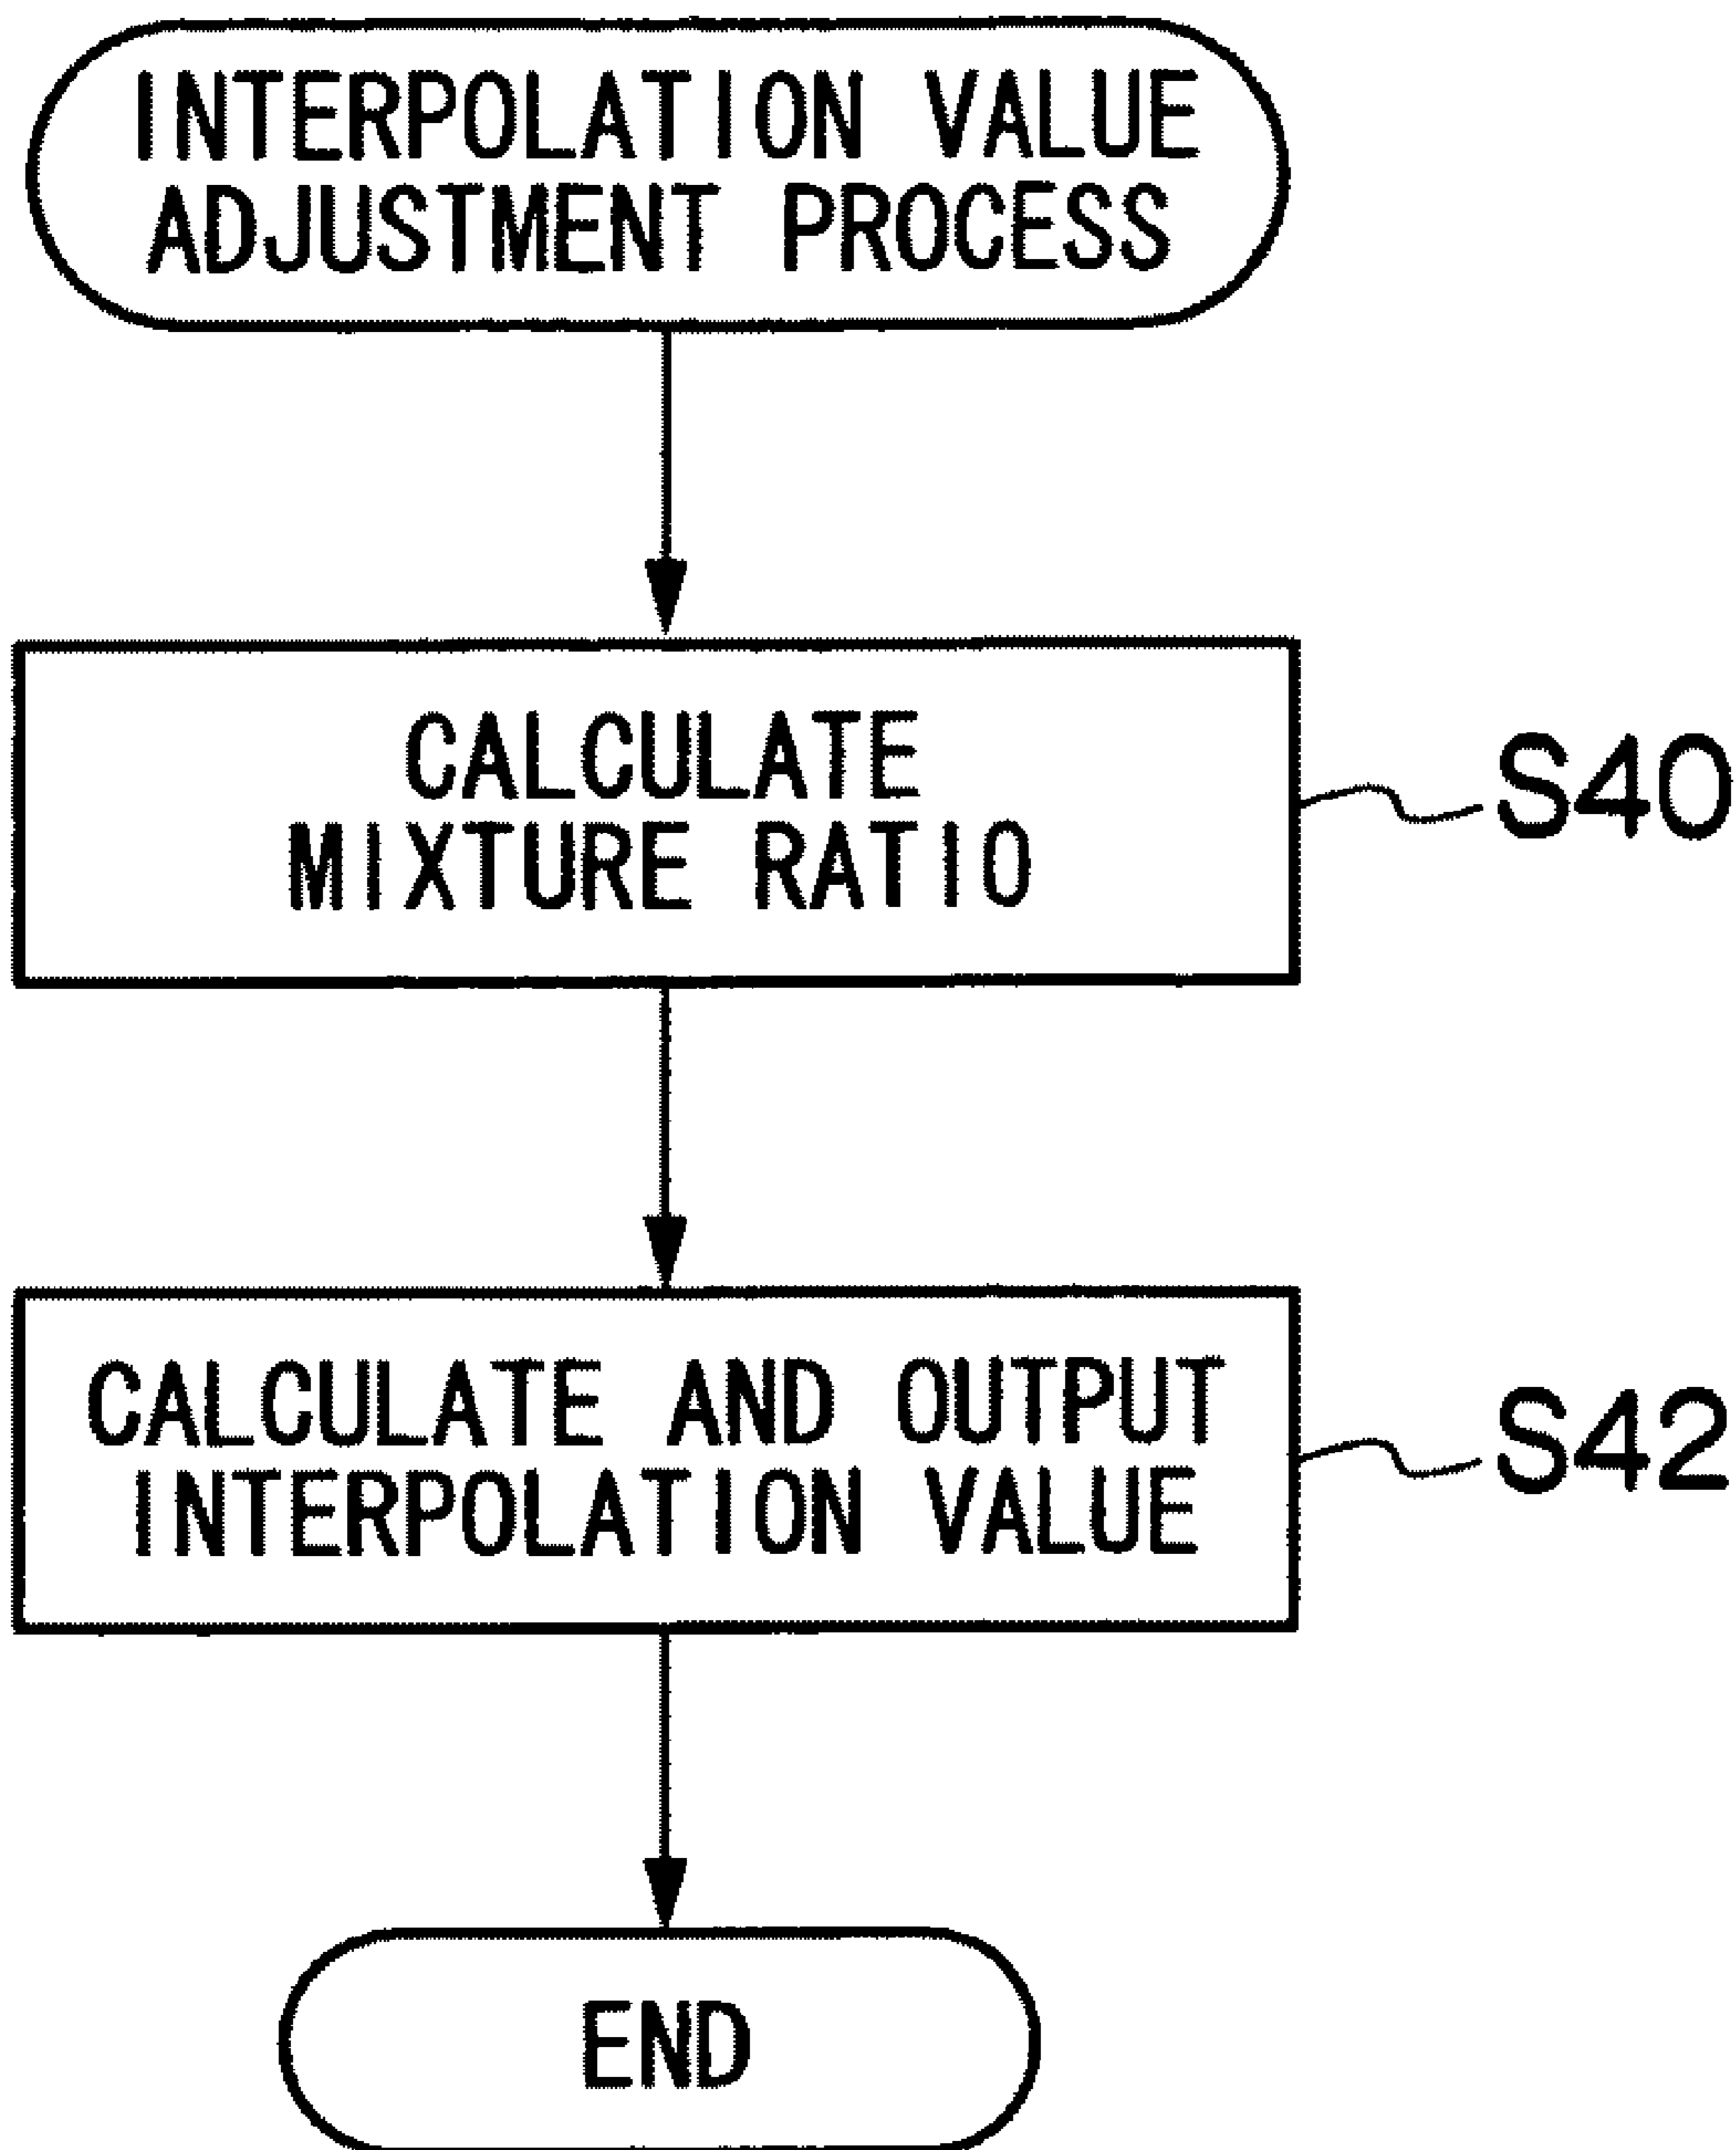 INTERPOLATION VALUE
ADJUSTMENT PROCESS
CALCULATE
MIXTURE RATIO
S40
CALCULATE AND OUTPUT
INTERPOLATION VALUE
S42
END